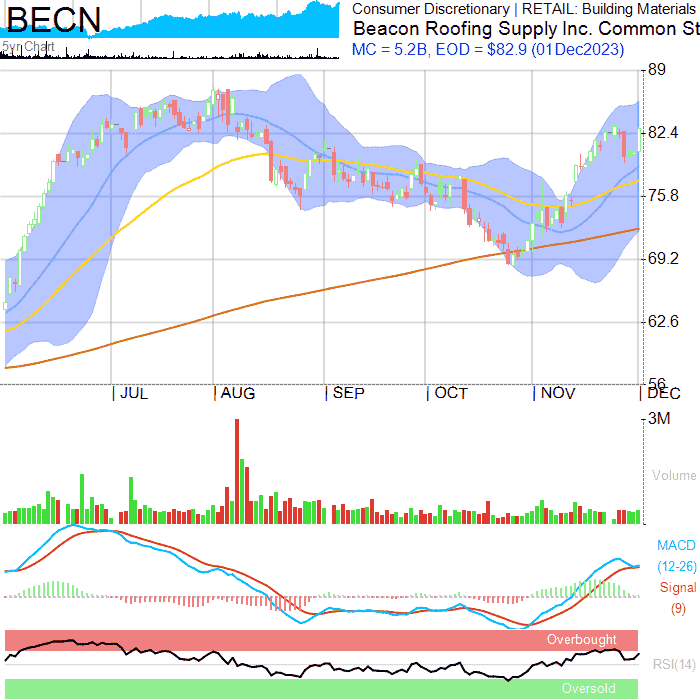 BECN
5yr Chart
Consumer Discretionary | RETAIL: Building Materials
Beacon Roofing Supply Inc. Common St
MC = 5.2B, EOD = $82.9 (01Dec2023)
89
82.4
75.8
69.2
62.6
56
JUL
AUG
SEP
OCT
NOV
DEC
3M
Volume
MACD
(12-26)
Signal
(9)
Overbought
RSI(14)
Oversold